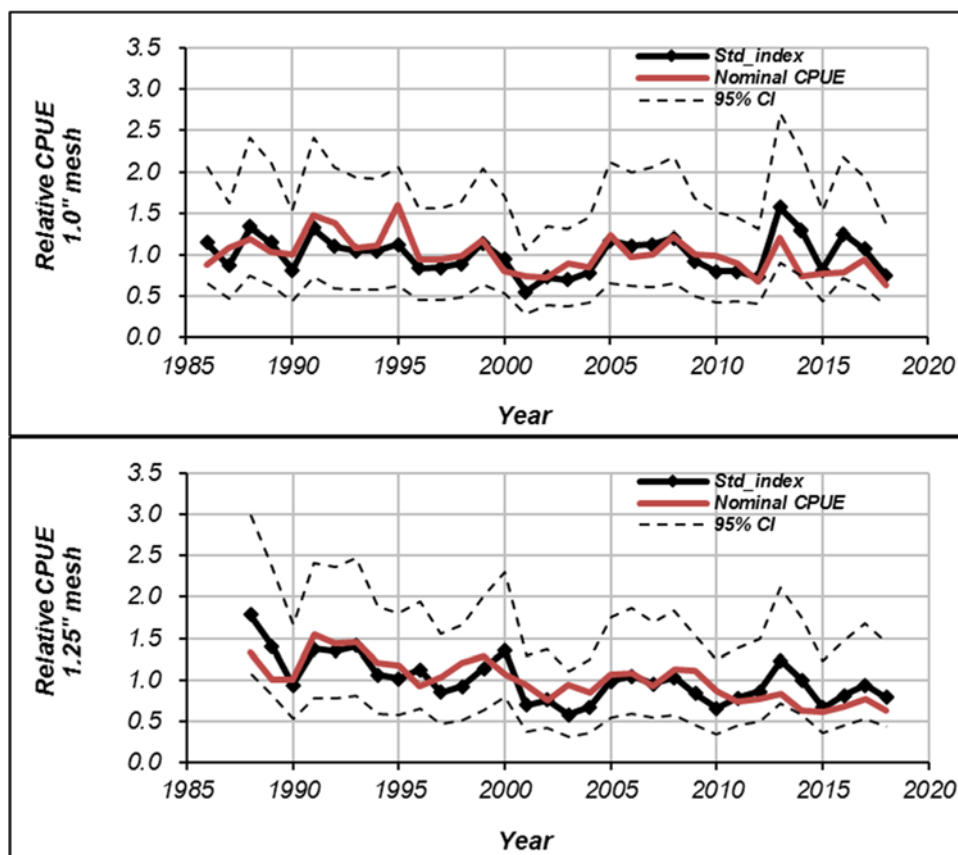 Relative CPUE
1.0" mesh
3.5
3.0
2.5
2.0
1.5
1.0
0.5
0.0
Std_index
Nominal CPUE
95% CI
1985 1990 1995 2000 2005 2010 2015 2020
Year
Relative CPUE
1.25" mesh
3.5
3.0
2.5
2.0
1.5
1.0
0.5
0.0
Std_index
Nominal CPUE
95% CI
1985 1990 1995 2000 2005 2010 2015 2020
Year